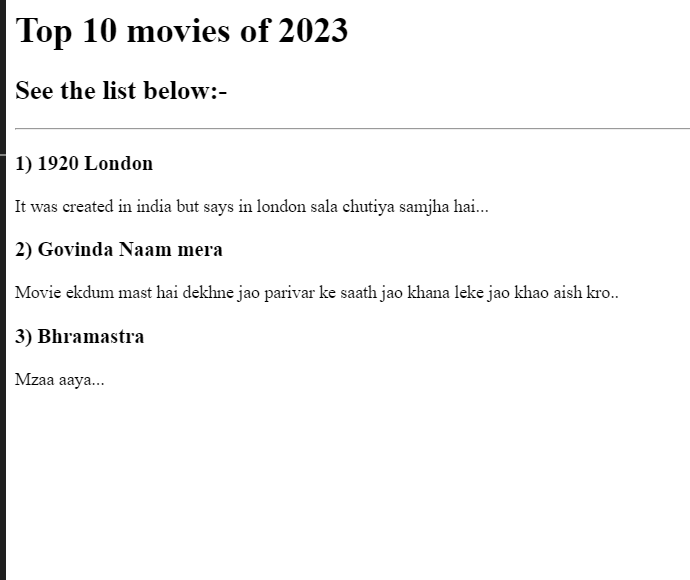 Top 10 movies of 2023
See the list below:-
1) 1920 London
It was created in india but says in london sala chutiya samjha hai...
2) Govinda Naam mera
Movie ekdum mast hai dekhne jao parivar ke saath jao khana leke jao khao aish kro..
3) Bhramastra
Mzaa aaya...